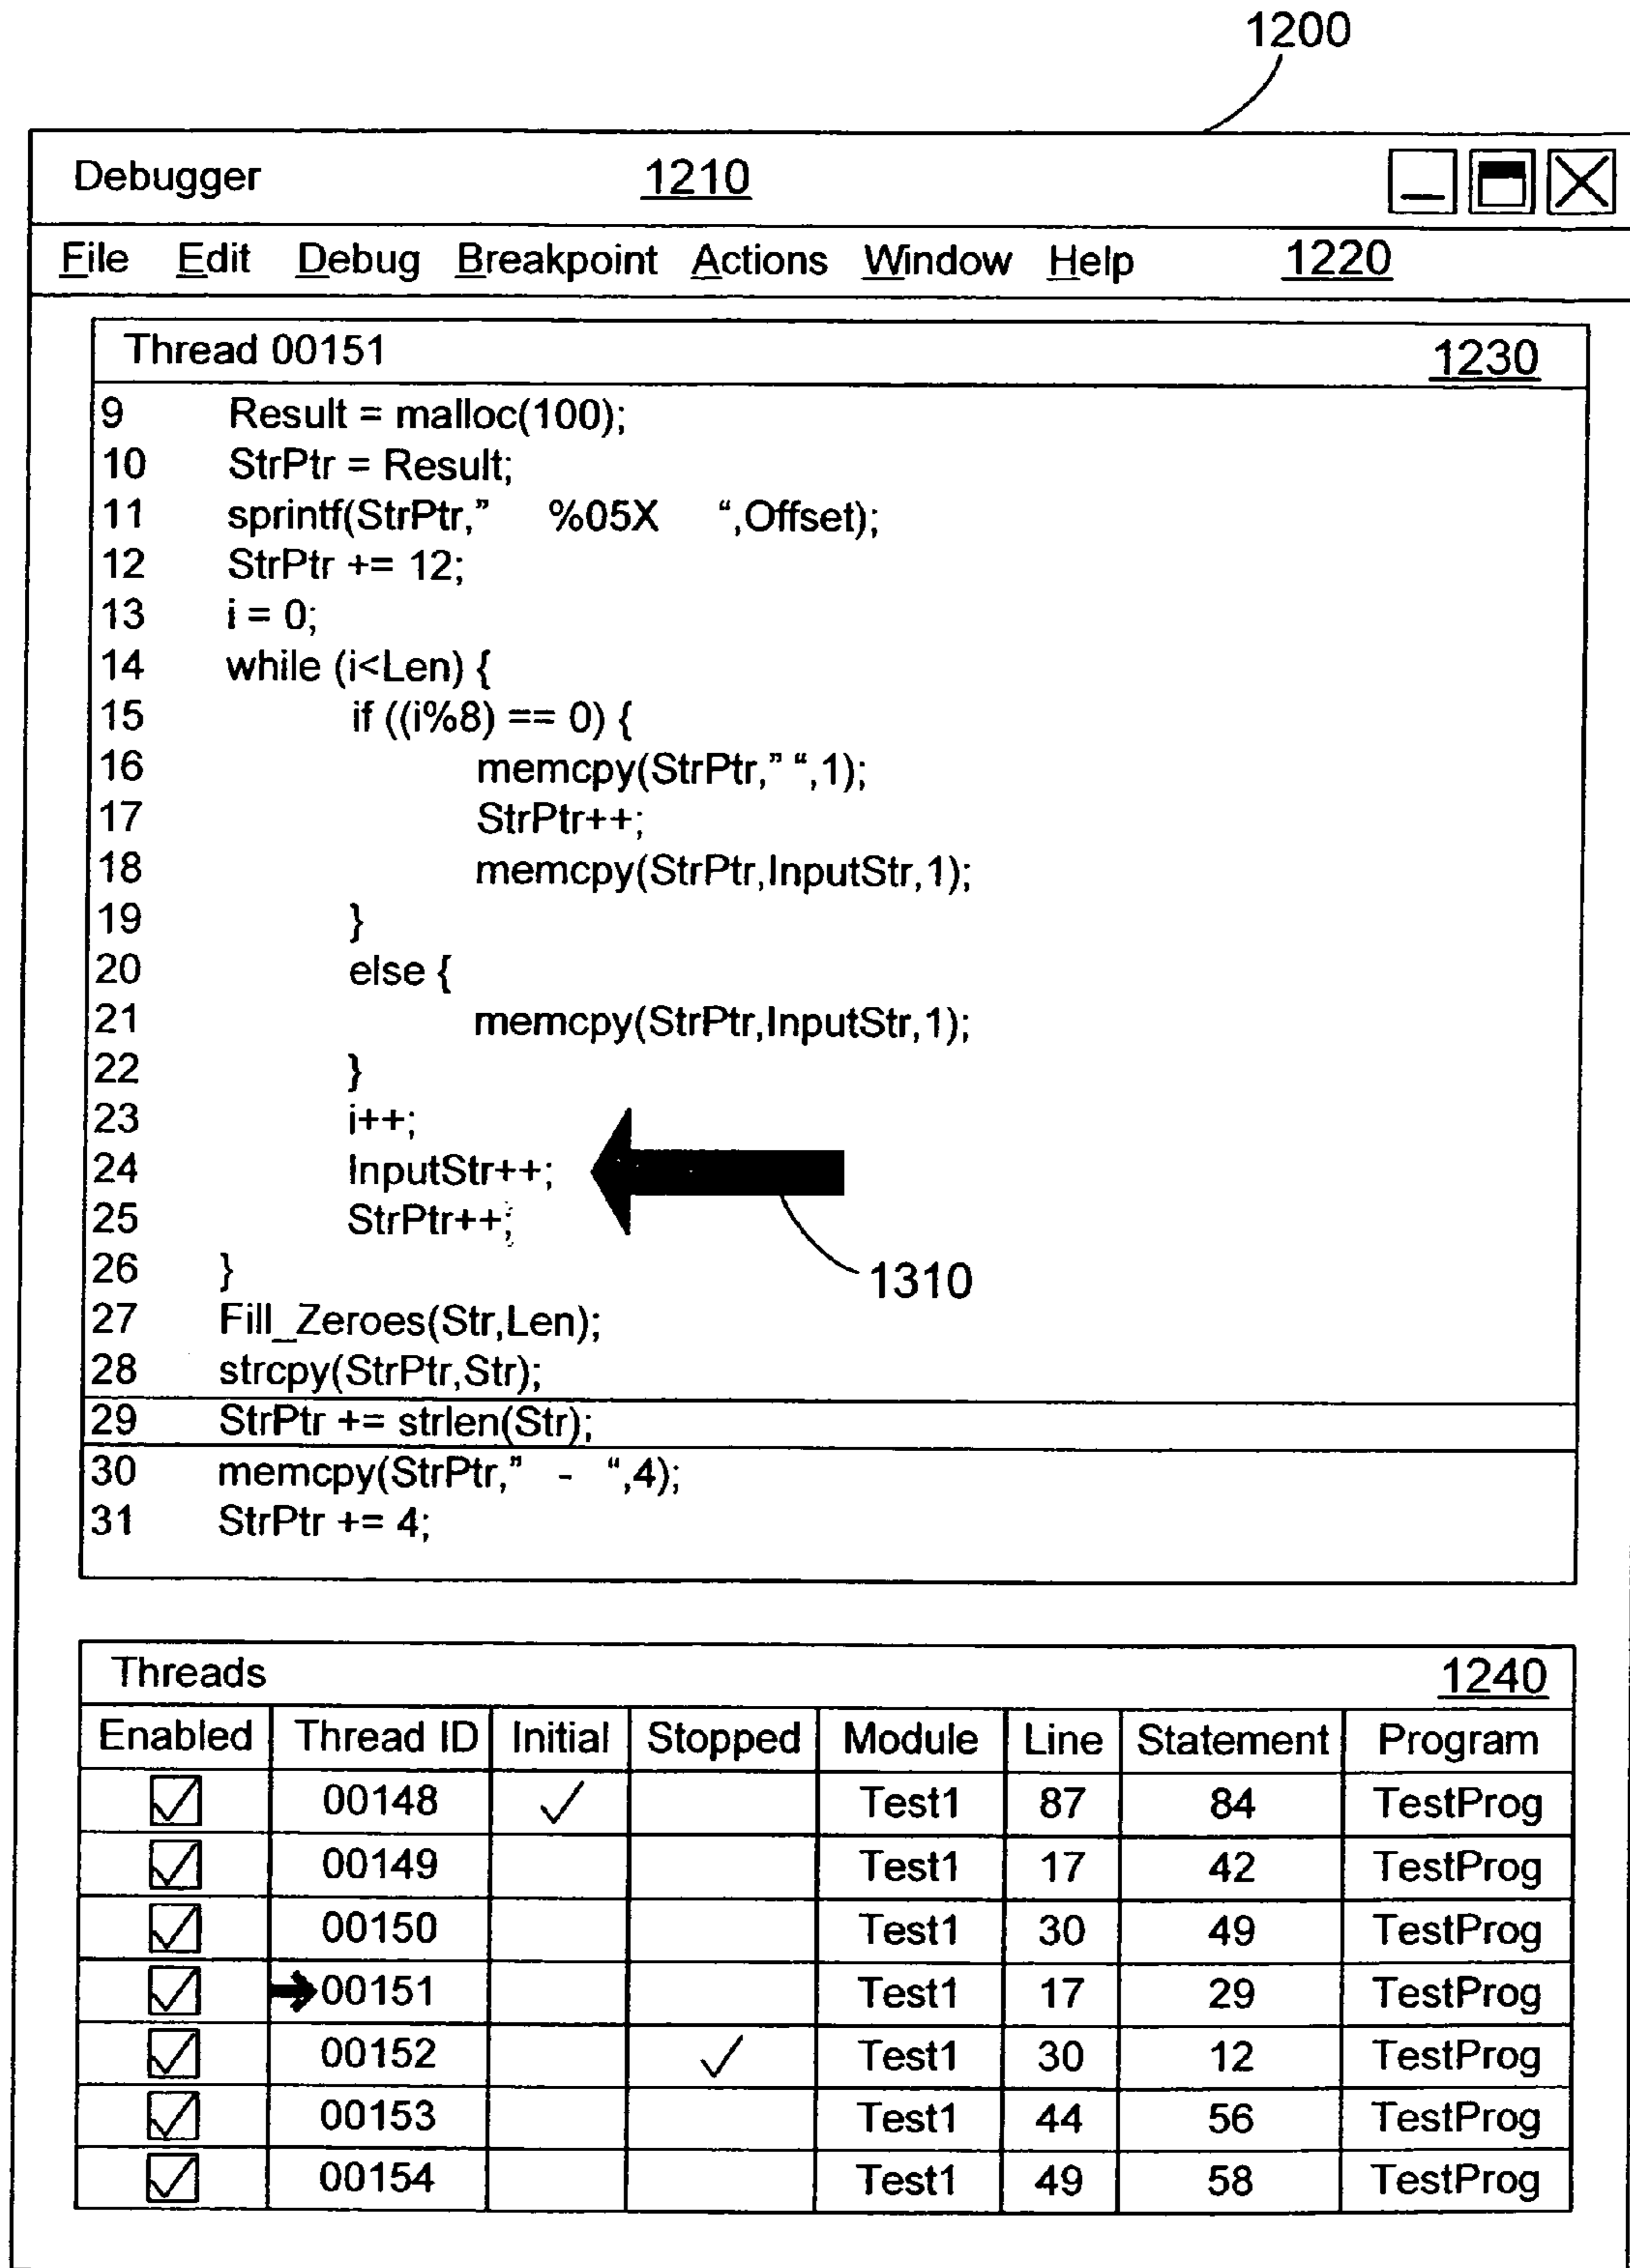 1200
Debugger 1210
File Edit Debug Breakpoint Actions Window Help 1220
Thread 00151 1230
9 Result = malloc(100);
10 StrPtr = Result;
11 sprintf(StrPtr,” %05X “,Offset);
12 StrPtr += 12;
13 i = 0;
14 while (i<Len) {
15 if ((i%8) == 0) {
16 memcpy(StrPtr,” “,1);
17 StrPtr++;
18 memcpy(StrPtr,InputStr,1);
19 }
20 else {
21 memcpy(StrPtr,InputStr,1);
22 }
23 i++;
24 InputStr++;
25 StrPtr++;
26 }
1310
27 Fill_Zeroes(Str,Len);
28 strcpy(StrPtr,Str);
29 StrPtr += strlen(Str);
30 memcpy(StrPtr,” - “,4);
31 StrPtr += 4;
Threads 1240
Enabled Thread ID Initial Stopped Module Line Statement Program
00148 Test1 87 84 TestProg
00149 Test1 17 42 TestProg
00150 Test1 30 49 TestProg
00151 Test1 17 29 TestProg
00152 Test1 30 12 TestProg
00153 Test1 44 56 TestProg
00154 Test1 49 58 TestProg